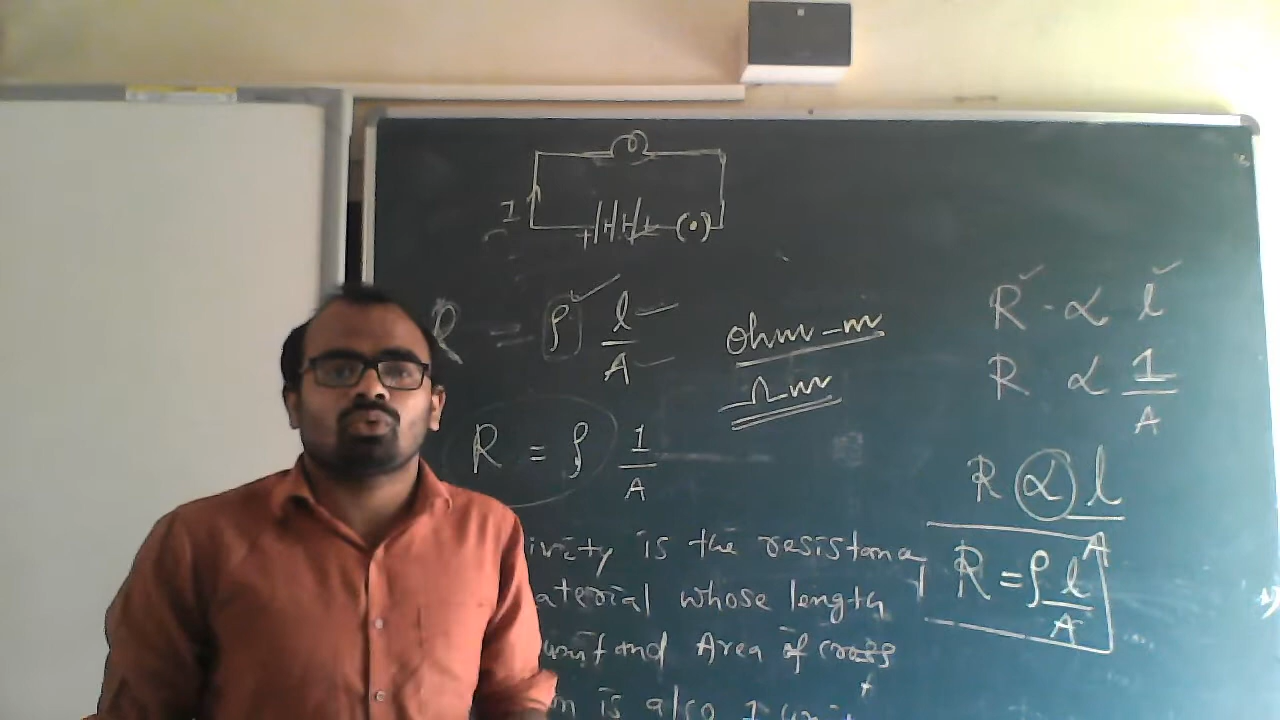 I
+
R = ρ l/A
ohm-m
Ωm
R = ρ 1/A
ivity is the resistance
aterial whose length
unit and Area of cross
n is also 1 uni
R α l
R α 1/A
R α l/A
R = ρ l/A